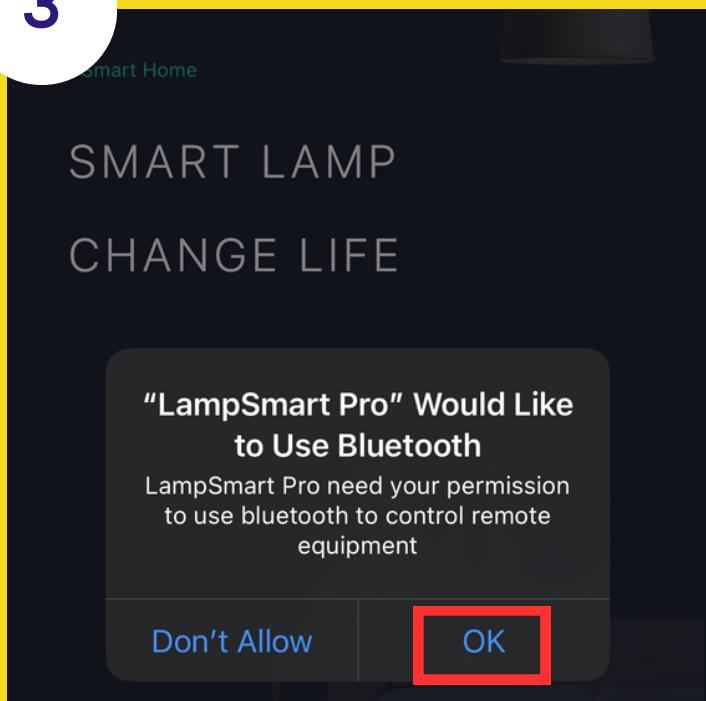 3
Smart Home
SMART LAMP
CHANGE LIFE
“LampSmart Pro” Would Like
to Use Bluetooth
LampSmart Pro need your permission
to use bluetooth to control remote
equipment
Don’t Allow
OK